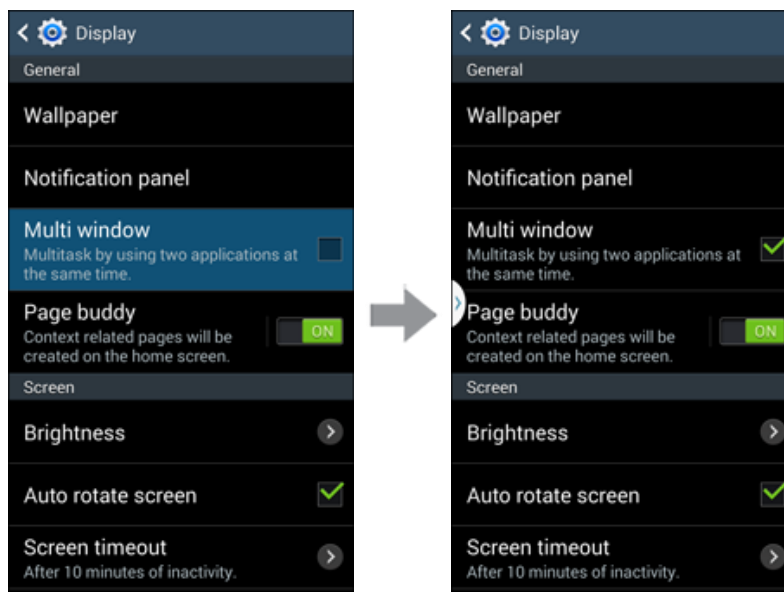 Display
General
Wallpaper
Notification panel
Multi window
Multitask by using two applications at
the same time.
Page buddy
Context related pages will be
created on the home screen.
ON
Screen
Brightness
Auto rotate screen
Screen timeout
After 10 minutes of inactivity.
Display
General
Wallpaper
Notification panel
Multi window
Multitask by using two applications at
the same time.
Page buddy
Context related pages will be
created on the home screen.
ON
Screen
Brightness
Auto rotate screen
Screen timeout
After 10 minutes of inactivity.